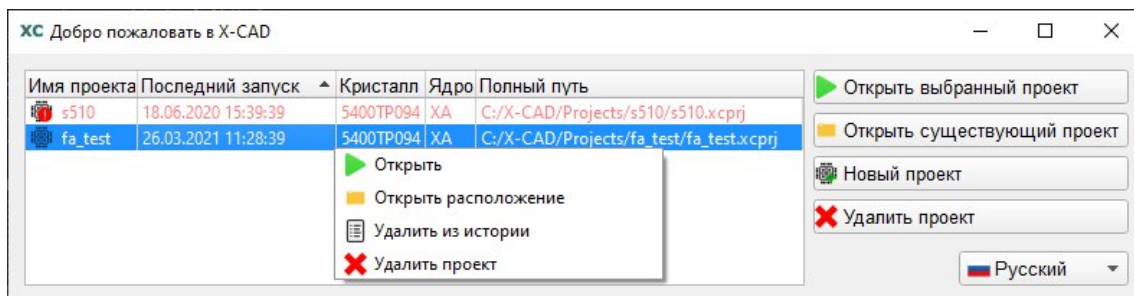 XC Добро пожаловать в X-CAD
Имя проекта Последний запуск Кристалл Ядро Полный путь
s510 18.06.2020 15:39:39 5400TP094 XA C:/X-CAD/Projects/s510/s510.xcprj
fa_test 26.03.2021 11:28:39 5400TP094 XA C:/X-CAD/Projects/fa_test/fa_test.xcprj
Открыть
Открыть расположение
Удалить из истории
Удалить проект
Открыть выбранный проект
Открыть существующий проект
Новый проект
Удалить проект
Русский